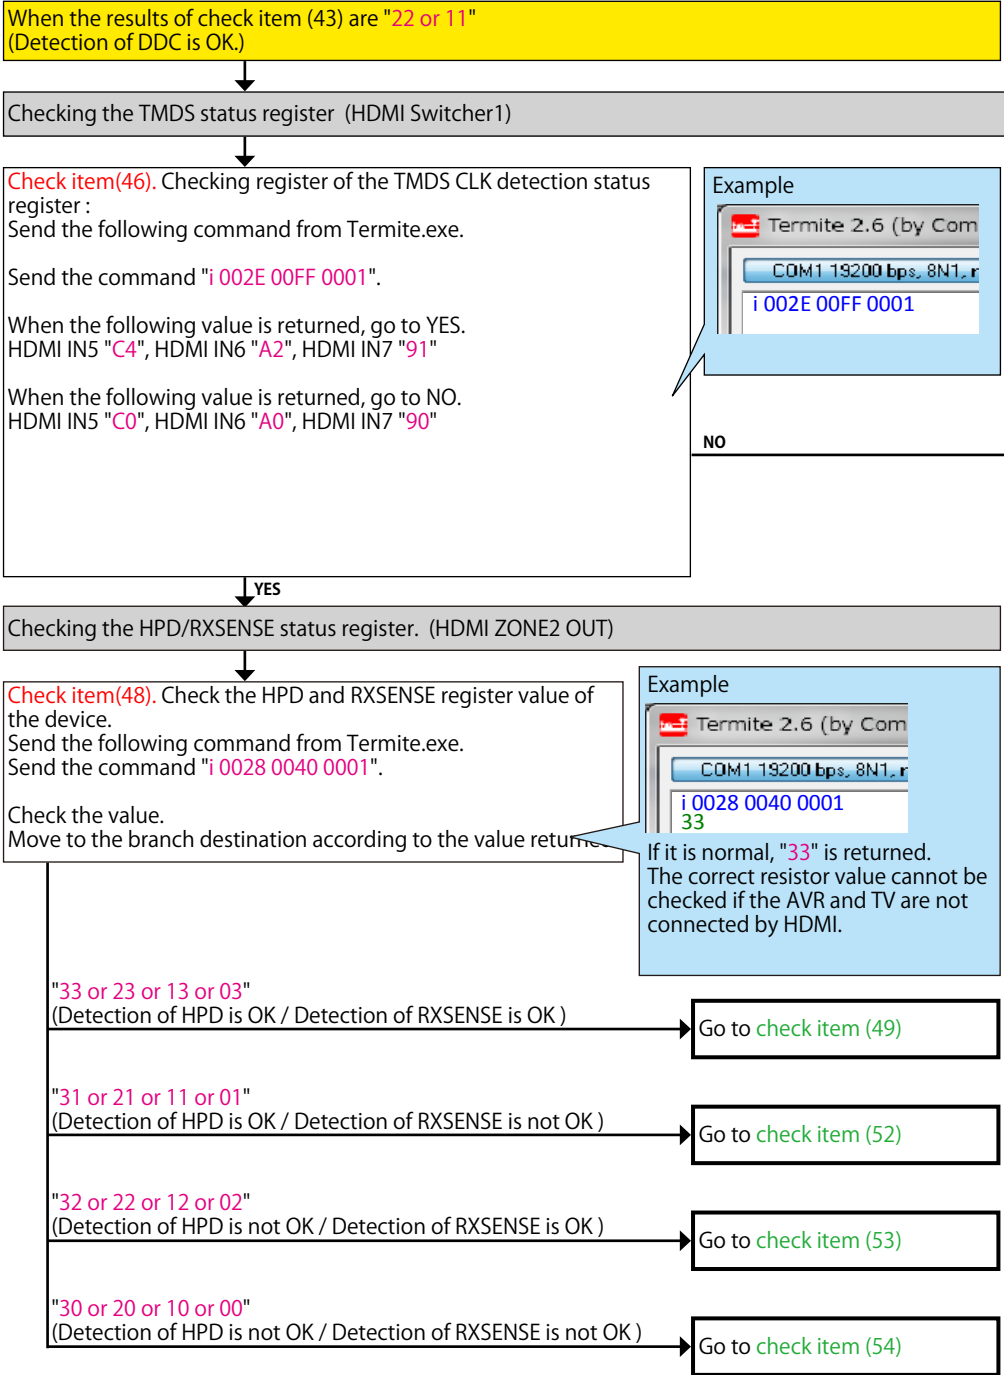 When the results of check item (43) are "22 or 11"
(Detection of DDC is OK.)
Checking the TMDS status register  (HDMI Switcher1)
Check item(46). Checking register of the TMDS CLK detection status
register :
Send the following command from Termite.exe.
Send the command "i 002E 00FF 0001".
When the following value is returned, go to YES.
HDMI IN5 "C4", HDMI IN6 "A2", HDMI IN7 "91"
When the following value is returned, go to NO.
HDMI IN5 "C0", HDMI IN6 "A0", HDMI IN7 "90"
Example
Termite 2.6 (by Com
COM1 19200 bps, 8N1,
i 002E 00FF 0001
NO
YES
Checking the HPD/RXSENSE status register.  (HDMI ZONE2 OUT)
Check item(48). Check the HPD and RXSENSE register value of
the device.
Send the following command from Termite.exe.
Send the command "i 0028 0040 0001".
Check the value.
Move to the branch destination according to the value
Example
Termite 2.6 (by Com
COM1 19200 bps, 8N1,
i 0028 0040 0001
33
If it is normal, "33" is returned.
The correct resistor value cannot be
checked if the AVR and TV are not
connected by HDMI.
"33 or 23 or 13 or 03"
(Detection of HPD is OK / Detection of RXSENSE is OK )
Go to check item (49)
"31 or 21 or 11 or 01"
(Detection of HPD is OK / Detection of RXSENSE is not OK )
Go to check item (52)
"32 or 22 or 12 or 02"
(Detection of HPD is not OK / Detection of RXSENSE is OK )
Go to check item (53)
"30 or 20 or 10 or 00"
(Detection of HPD is not OK / Detection of RXSENSE is not OK )
Go to check item (54)